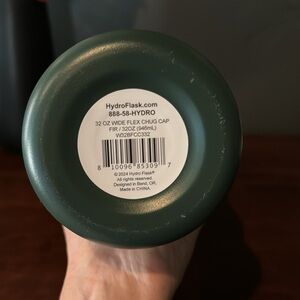 HydroFlask.com
888-58-HYDRO
32 OZ WIDE FLEX CHUG CAP
FIR / 32OZ (946mL)
W32BFCC332
8 10096 85309 7
© 2024 Hydro Flask®
All rights reserved.
Designed in Bend, OR,
Made in CHINA.